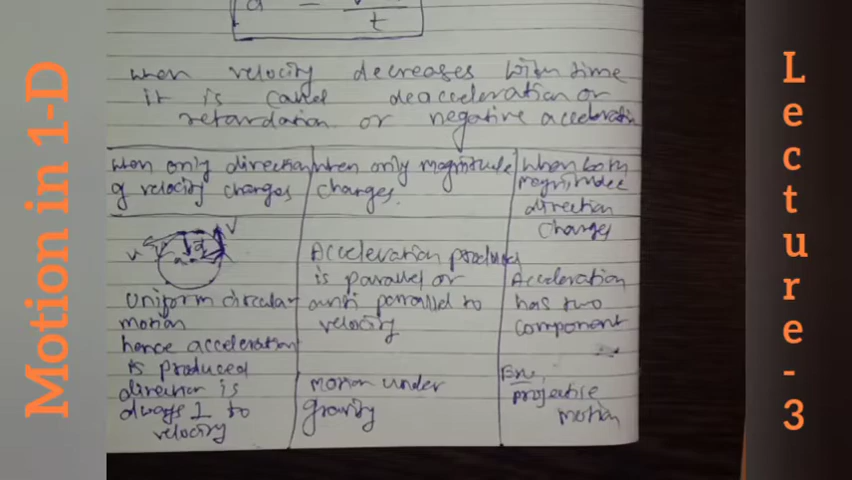 Motion in 1-D
a =
t
when velocity decreases with time
it is called deacceleration or
retardation or negative acceleration
when only direction
of velocity changes
when only magnitude
changes.
when both
magnitude
direction
changes
V
V
a
Uniform circular
motion
hence acceleration
is produced
direction is
always ⊥ to
velocity
Acceleration produced
is parallel or
anti parallel to
velocity
motion under
gravity
Acceleration
has two
component
projectile
motion
Lecture-3